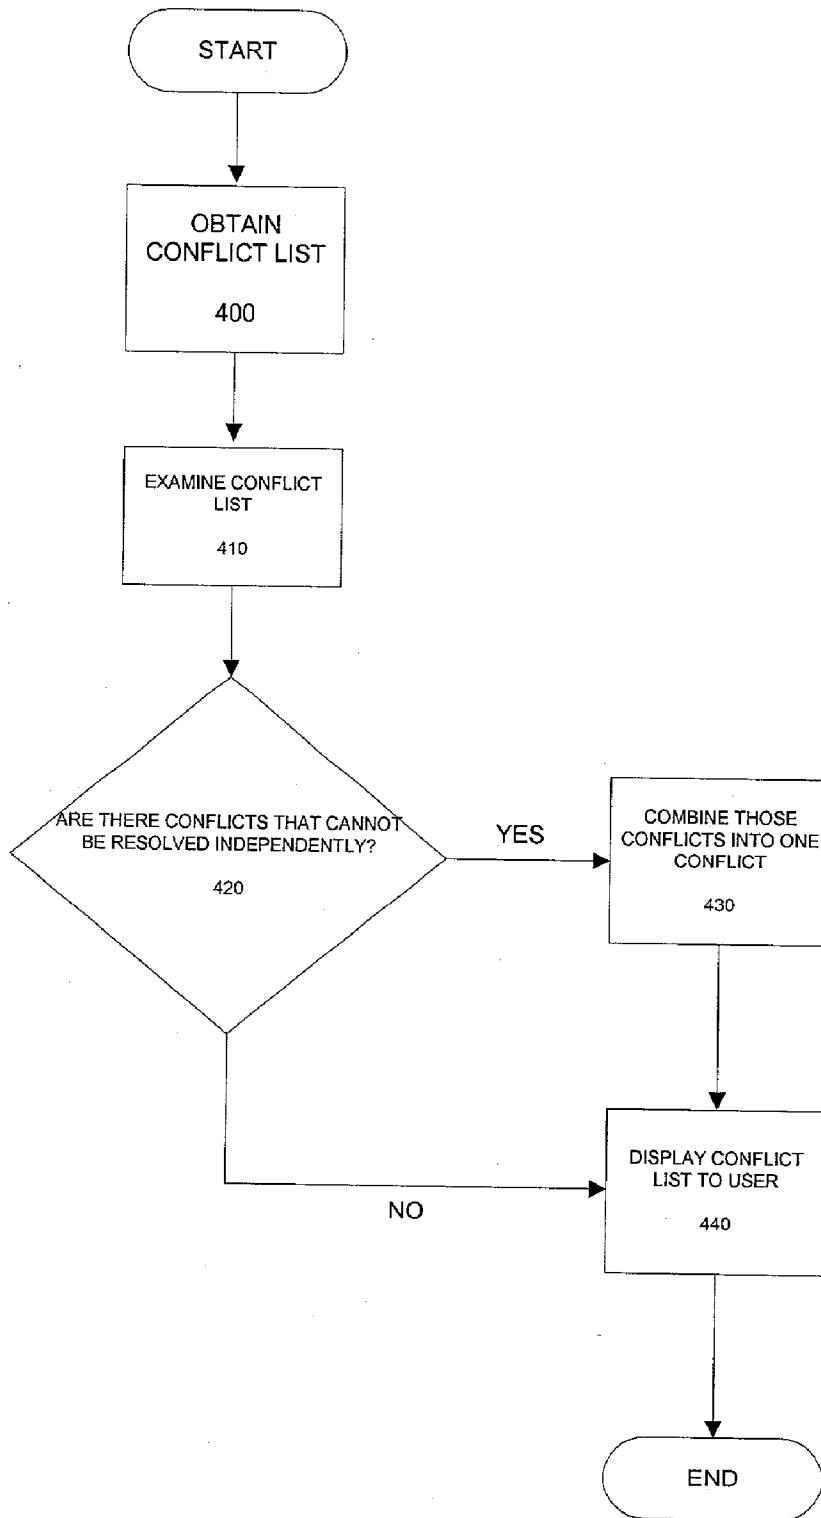 START
OBTAIN
CONFLICT LIST
400
EXAMINE CONFLICT
LIST
410
ARE THERE CONFLICTS THAT CANNOT
BE RESOLVED INDEPENDENTLY?
420
YES
COMBINE THOSE
CONFLICTS INTO ONE
CONFLICT
430
NO
DISPLAY CONFLICT
LIST TO USER
440
END